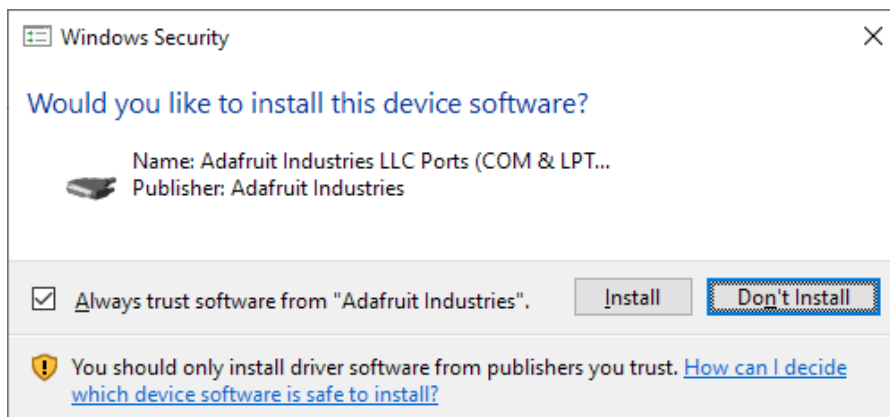 Windows Security
Would you like to install this device software?
Name: Adafruit Industries LLC Ports (COM & LPT...
Publisher: Adafruit Industries
Always trust software from "Adafruit Industries".
Install
Don't Install
You should only install driver software from publishers you trust. How can I decide
which device software is safe to install?